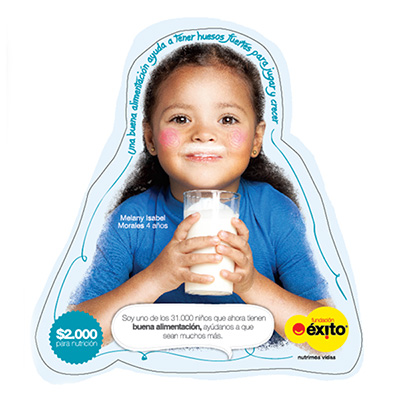 Una buena alimentación ayuda a tener huesos fuertes para jugar y crecer
Melany Isabel
Morales 4 años
Soy uno de los 31.000 niños que ahora tienen
buena alimentación, ayúdanos a que
sean muchos más.
$2.000
para nutrición
fundación
éxito
nutrimos vidas